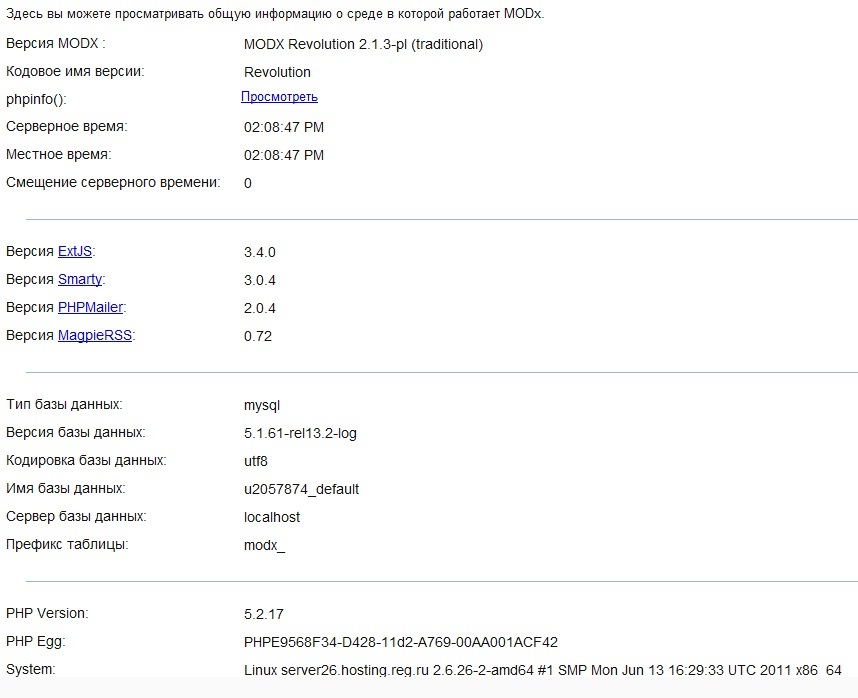 Здесь вы можете просматривать общую информацию о среде в которой работает MODx.
Версия MODX : MODX Revolution 2.1.3-pl (traditional)
Кодовое имя версии: Revolution
phpinfo(): Просмотреть
Серверное время: 02:08:47 PM
Местное время: 02:08:47 PM
Смещение серверного времени: 0
Версия ExtJS: 3.4.0
Версия Smarty: 3.0.4
Версия PHPMailer: 2.0.4
Версия MagpieRSS: 0.72
Тип базы данных: mysql
Версия базы данных: 5.1.61-rel13.2-log
Кодировка базы данных: utf8
Имя базы данных: u2057874_default
Сервер базы данных: localhost
Префикс таблицы: modx_
PHP Version: 5.2.17
PHP Egg: PHPE9568F34-D428-11d2-A769-00AA001ACF42
System: Linux server26.hosting.reg.ru 2.6.26-2-amd64 #1 SMP Mon Jun 13 16:29:33 UTC 2011 x86_64